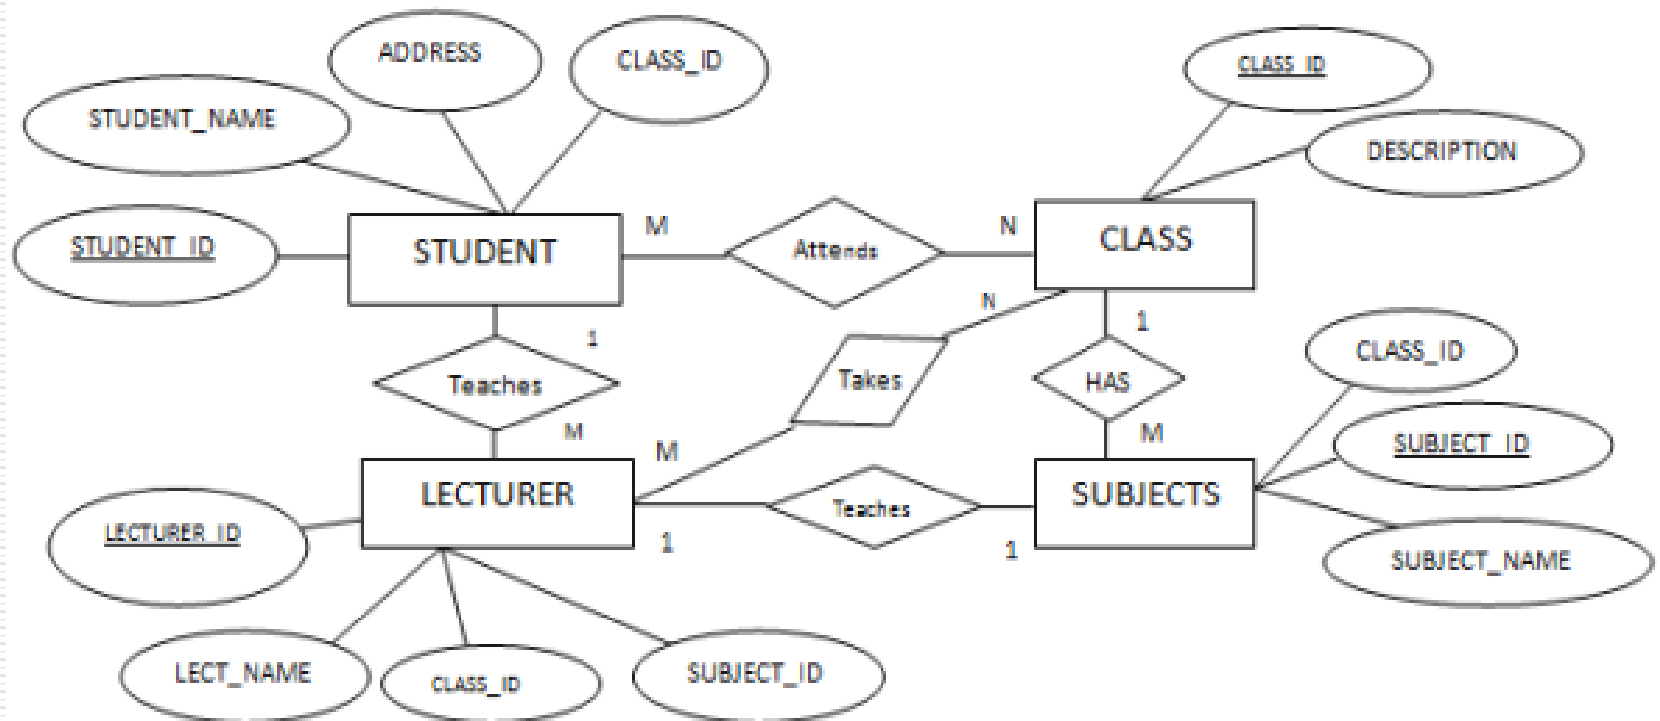 ADDRESS
CLASS_ID
CLASS_ID
STUDENT_NAME
DESCRIPTION
STUDENT_ID
STUDENT
M
Attends
N
CLASS
N
1
1
CLASS_ID
Teaches
Takes
HAS
M
M
M
SUBJECT_ID
LECTURER
SUBJECTS
LECTURER_ID
Teaches
1
1
SUBJECT_NAME
LECT_NAME
CLASS_ID
SUBJECT_ID